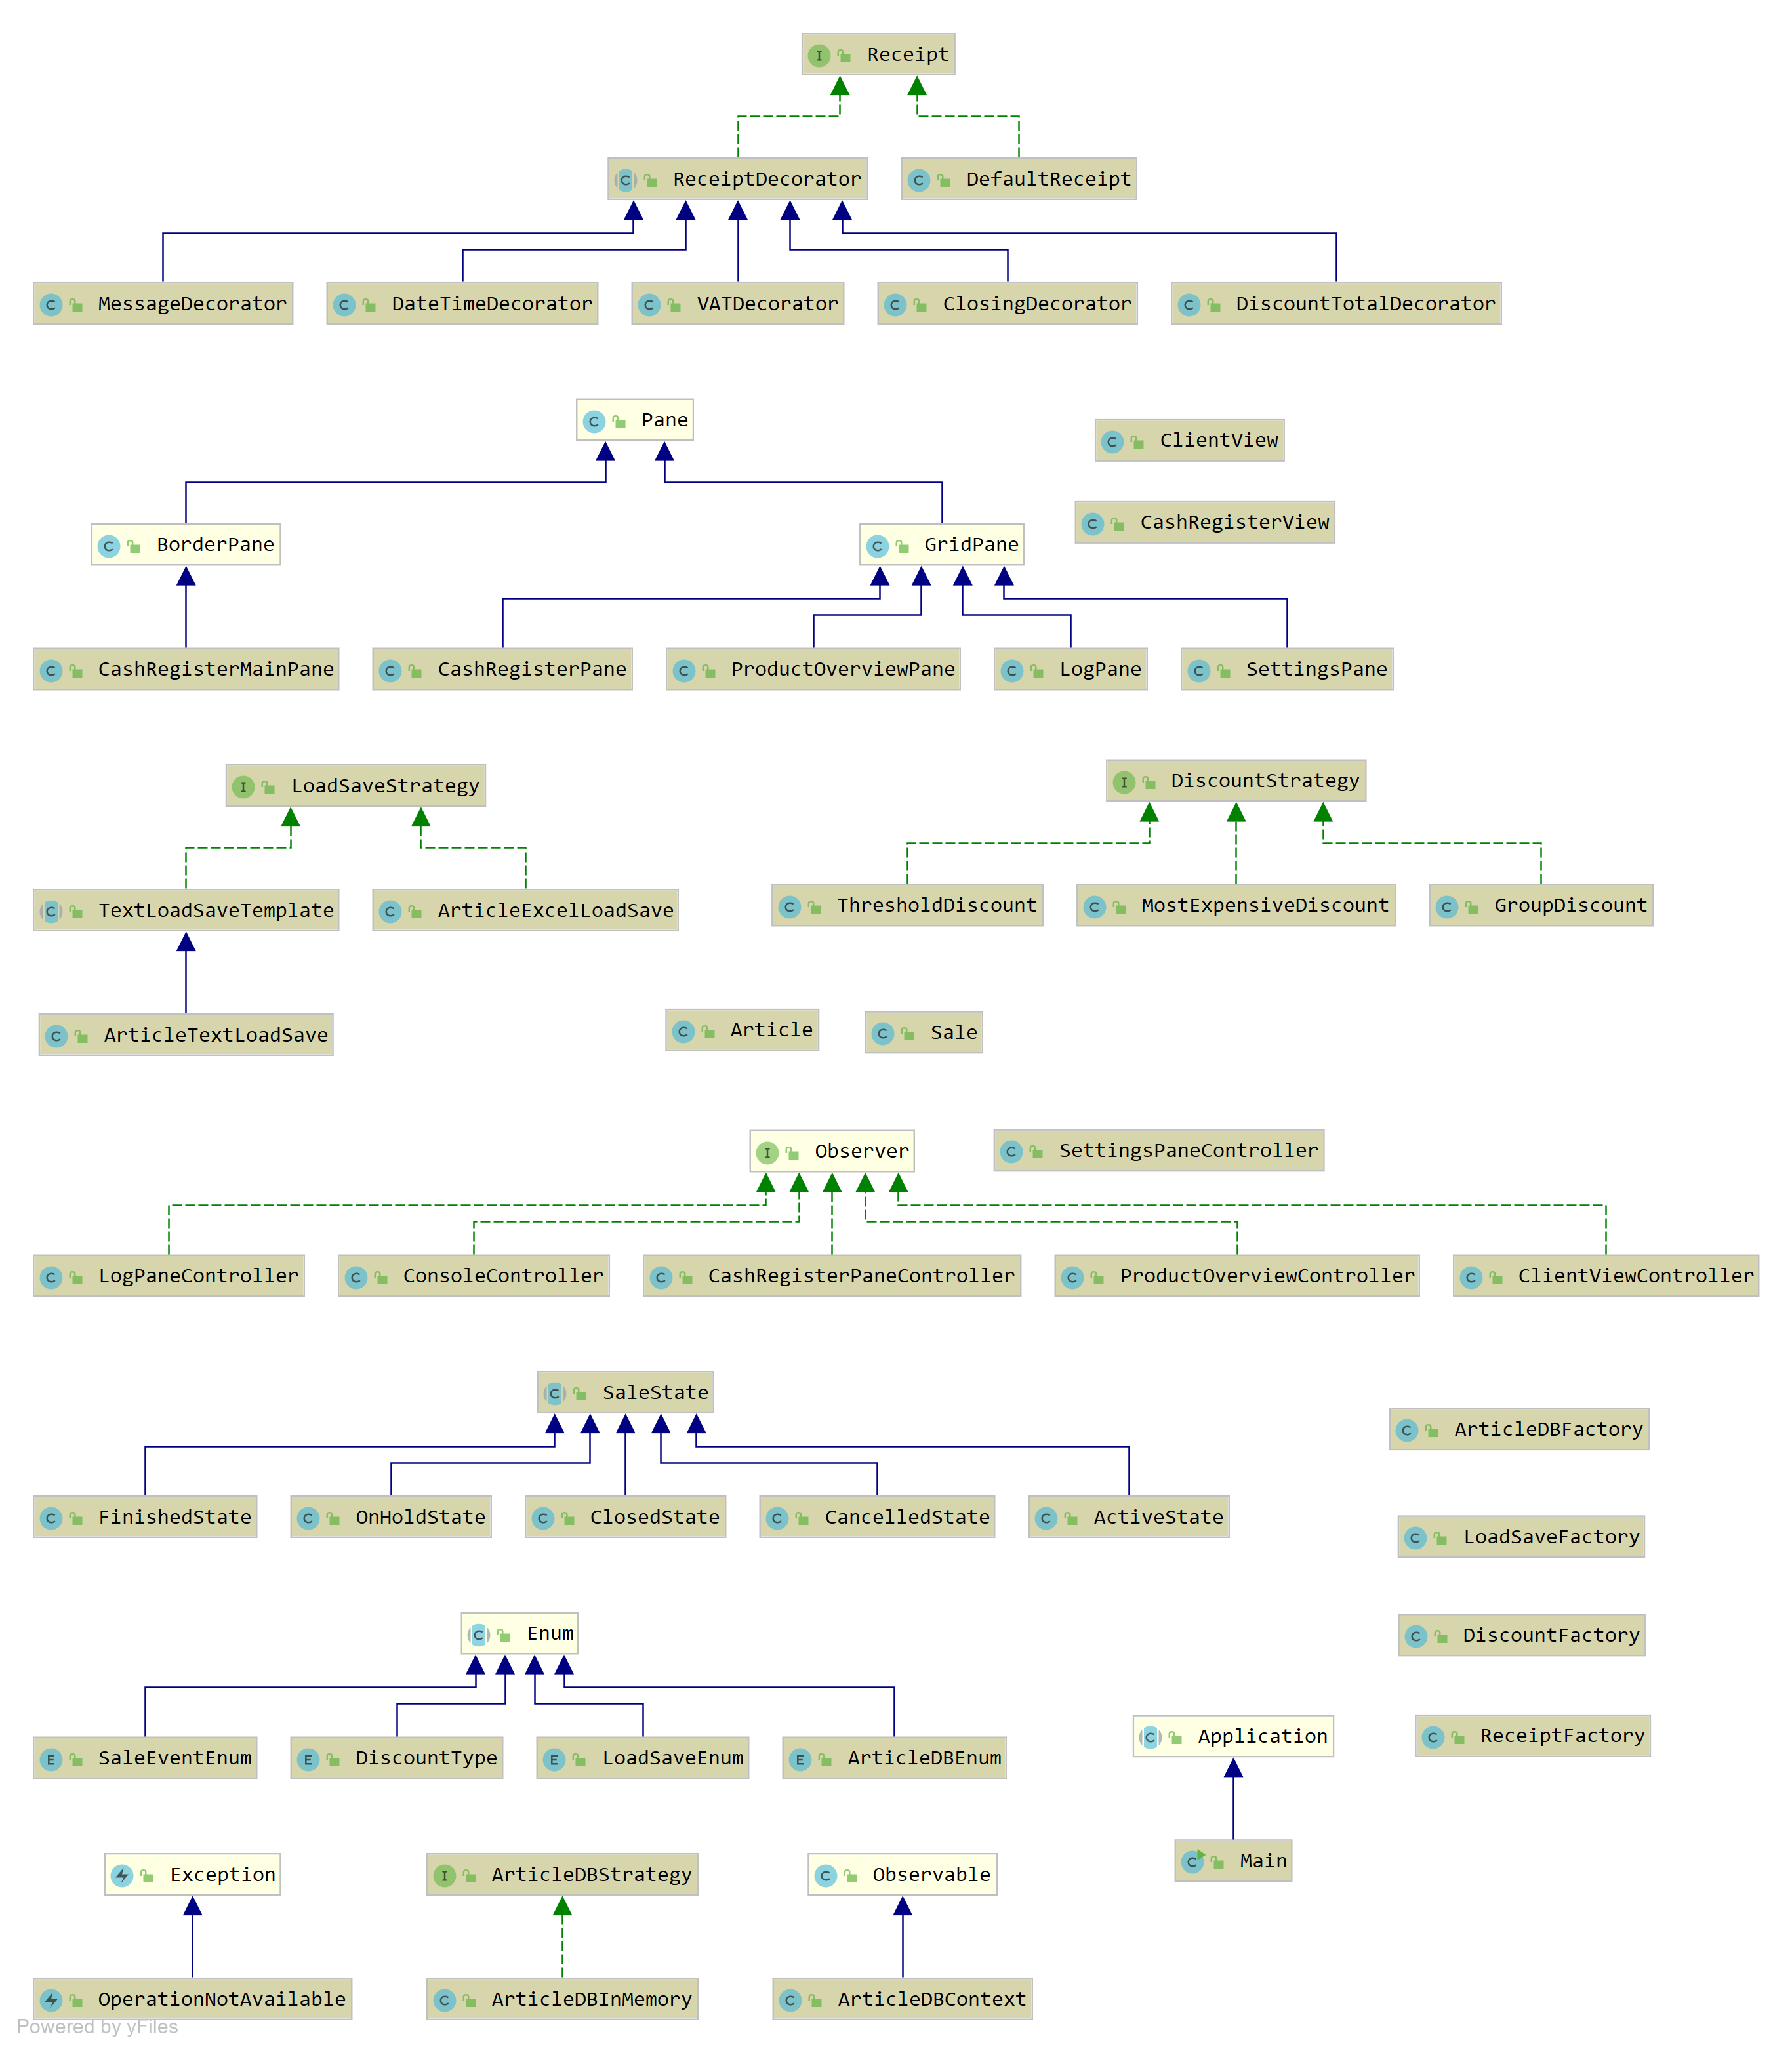 Receipt
ReceiptDecorator
DefaultReceipt
MessageDecorator
DateTimeDecorator
VATDecorator
ClosingDecorator
DiscountTotalDecorator
Pane
ClientView
CashRegisterView
BorderPane
GridPane
CashRegisterMainPane
CashRegisterPane
ProductOverviewPane
LogPane
SettingsPane
LoadSaveStrategy
DiscountStrategy
TextLoadSaveTemplate
ArticleExcelLoadSave
ThresholdDiscount
MostExpensiveDiscount
GroupDiscount
ArticleTextLoadSave
Article
Sale
Observer
SettingsPaneController
LogPaneController
ConsoleController
CashRegisterPaneController
ProductOverviewController
ClientViewController
SaleState
ArticleDBFactory
FinishedState
OnHoldState
ClosedState
CancelledState
ActiveState
LoadSaveFactory
Enum
DiscountFactory
SaleEventEnum
DiscountType
LoadSaveEnum
ArticleDBEnum
Application
ReceiptFactory
Main
Exception
ArticleDBStrategy
Observable
OperationNotAvailable
ArticleDBInMemory
ArticleDBContext
Powered by yFiles